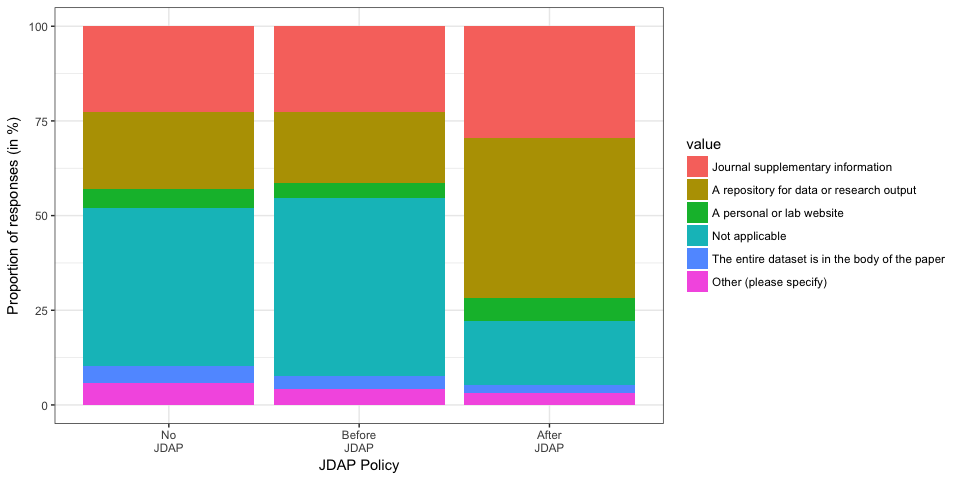 100
75
50
25
0
Proportion of responses (in %)
No
JDAP
Before
JDAP
After
JDAP
JDAP Policy
value
Journal supplementary information
A repository for data or research output
A personal or lab website
Not applicable
The entire dataset is in the body of the paper
Other (please specify)